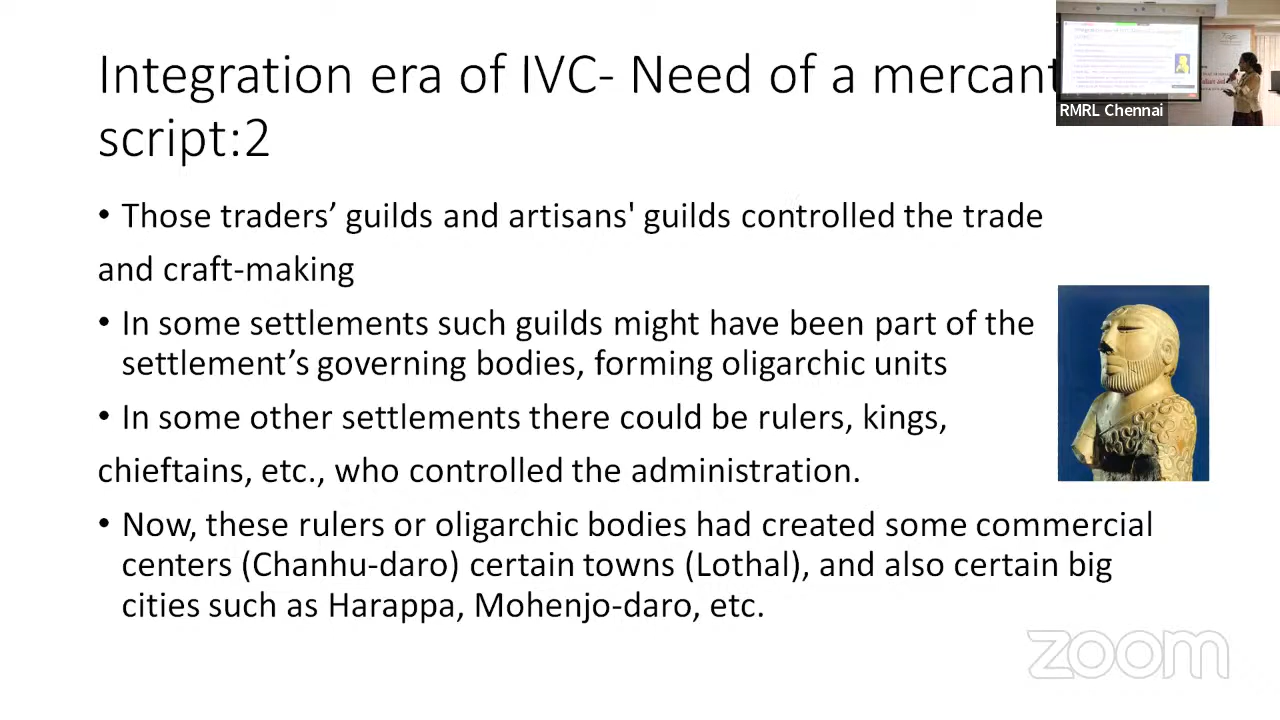 Integration era of IVC- Need of a mercant
script:2
• Those traders’ guilds and artisans' guilds controlled the trade
and craft-making
• In some settlements such guilds might have been part of the
settlement’s governing bodies, forming oligarchic units
• In some other settlements there could be rulers, kings,
chieftains, etc., who controlled the administration.
• Now, these rulers or oligarchic bodies had created some commercial
centers (Chanhu-daro) certain towns (Lothal), and also certain big
cities such as Harappa, Mohenjo-daro, etc.
RMRL Chennai
zoom